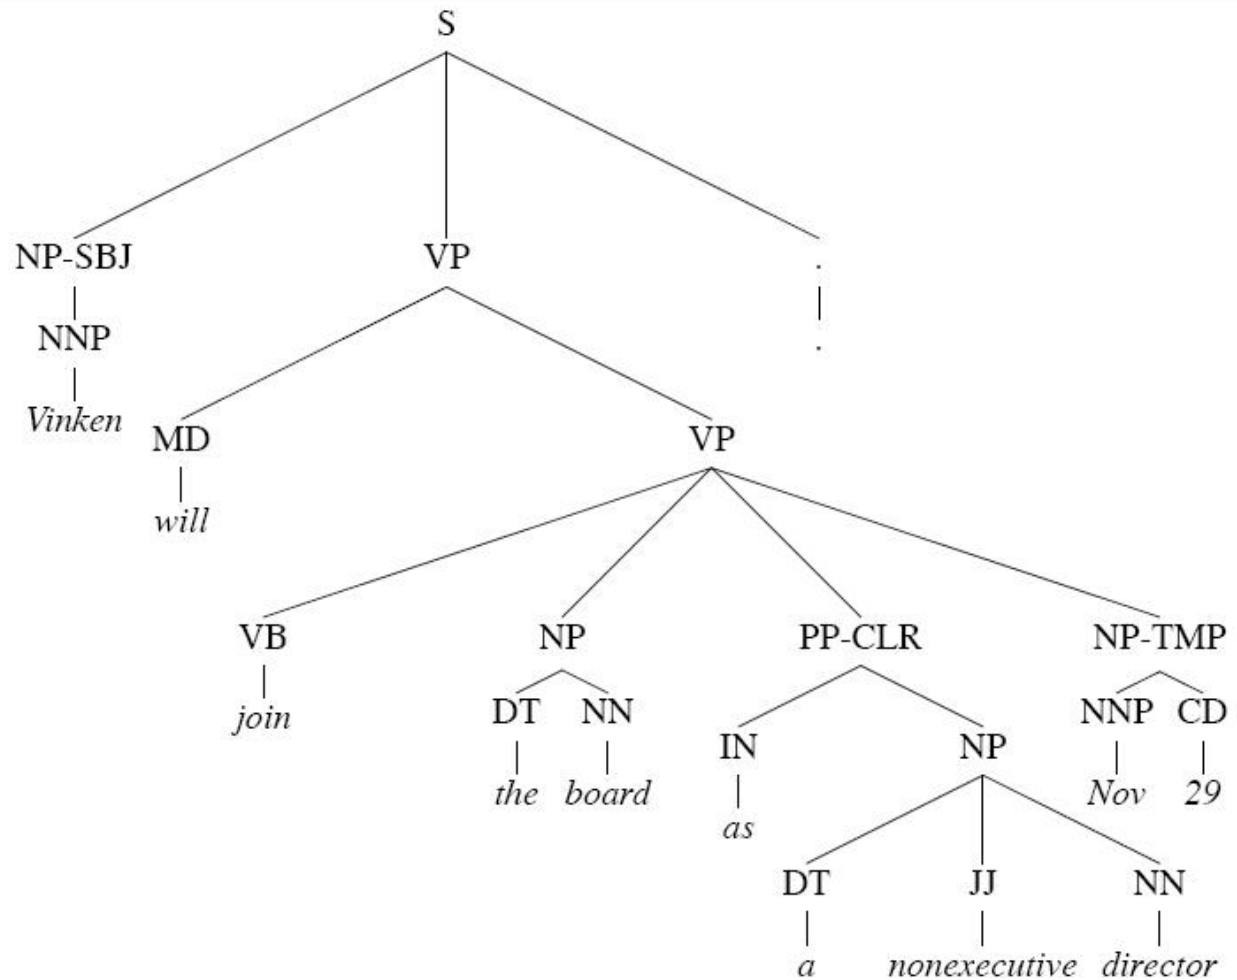 S
NP-SBJ VP .
NNP .
Vinken MD VP
will
VB NP PP-CLR NP-TMP
join DT NN IN NP NNP CD
the board as Nov 29
DT JJ NN
a nonexecutive director